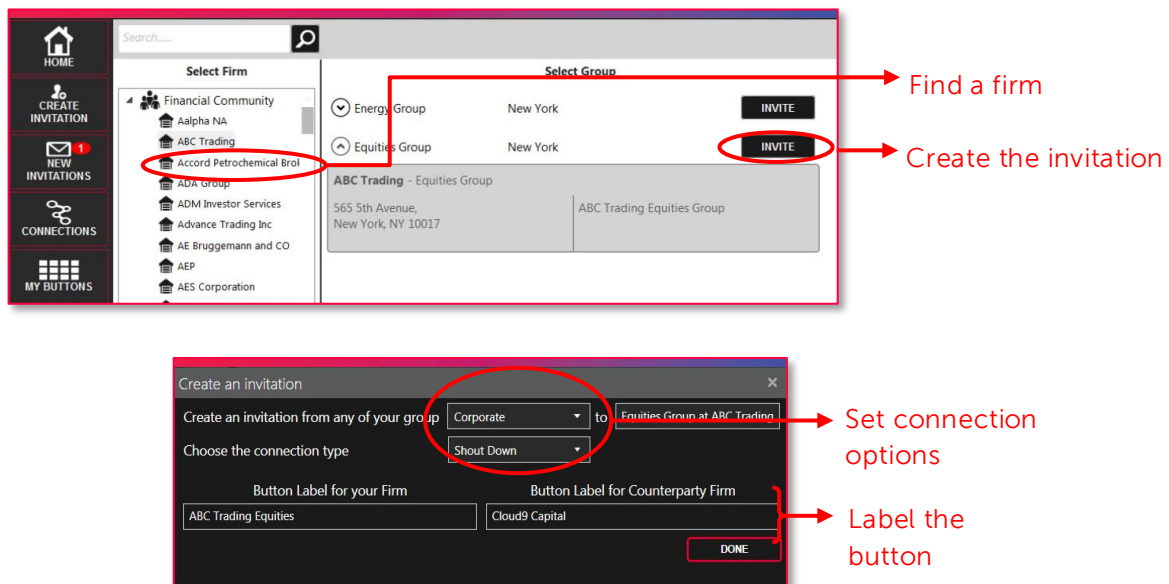 Search......
HOME
Select Firm
Select Group
Find a firm
CREATE
INVITATION
Financial Community
Aalpha NA
ABC Trading
Accord Petrochemical Brok
ADA Group
ADM Investor Services
Advance Trading Inc
AE Bruggemann and CO
AEP
AES Corporation
Energy Group New York INVITE
Equities Group New York INVITE
Create the invitation
1
NEW
INVITATIONS
ABC Trading - Equities Group
565 5th Avenue,
New York, NY 10017
ABC Trading Equities Group
CONNECTIONS
MY BUTTONS
Create an invitation ×
Create an invitation from any of your group Corporate to Equities Group at ABC Trading
Set connection
options
Choose the connection type Shout Down
Button Label for your Firm Button Label for Counterparty Firm
ABC Trading Equities Cloud9 Capital
Label the
button
DONE